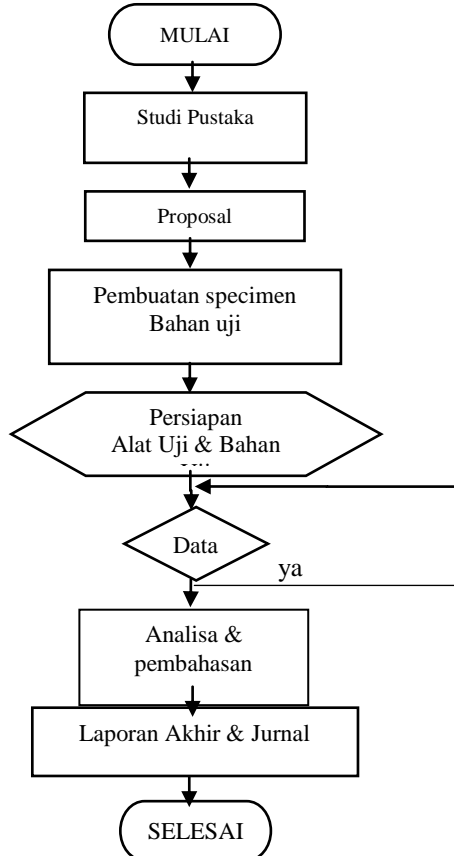 MULAI
Studi Pustaka
Proposal
Pembuatan specimen
Bahan uji
Persiapan
Alat Uji & Bahan
Data
ya
Analisa &
pembahasan
Laporan Akhir & Jurnal
SELESAI